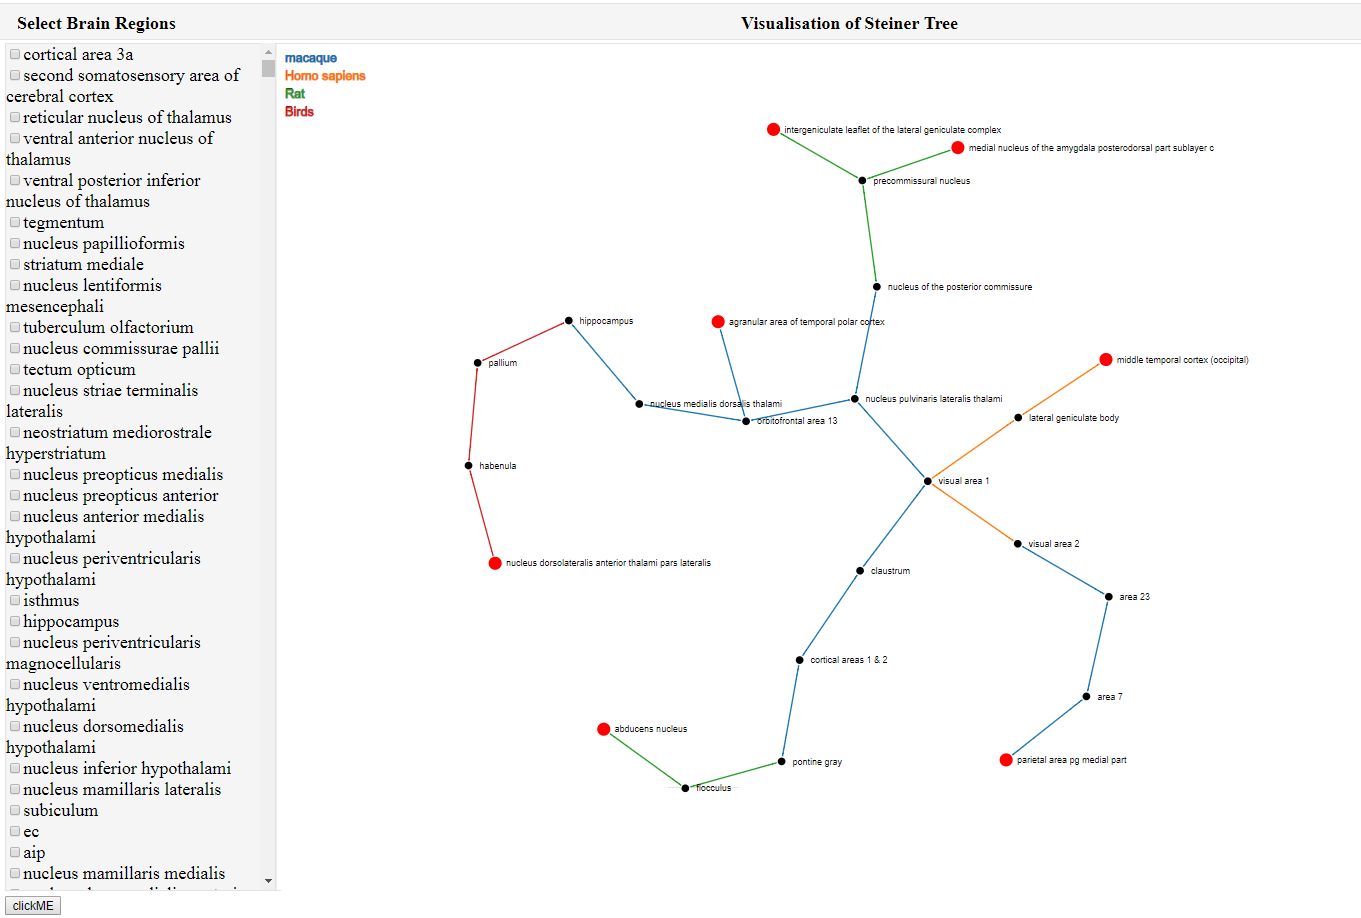 Select Brain Regions
Visualisation of Steiner Tree
cortical area 3a
second somatosensory area of
cerebral cortex
reticular nucleus of thalamus
ventral anterior nucleus of
thalamus
ventral posterior inferior
nucleus of thalamus
tegmentum
nucleus papillioformis
striatum mediale
nucleus lentiformis
mesencephali
tuberculum olfactorium
nucleus commissurae pallii
tectum opticum
nucleus striae terminalis
lateralis
neostriatum mediorostrale
hyperstriatum
nucleus preopticus medialis
nucleus preopticus anterior
nucleus anterior medialis
hypothalami
nucleus periventricularis
hypothalami
isthmus
hippocampus
nucleus periventricularis
magnocellularis
nucleus ventromedialis
hypothalami
nucleus dorsomedialis
hypothalami
nucleus inferior hypothalami
nucleus mamillaris lateralis
subiculum
ec
aip
nucleus mamillaris medialis
clickME
macaque
Homo sapiens
Rat
Birds
intergeniculate leaflet of the lateral geniculate complex
medial nucleus of the amygdala posterodorsal part sublayer c
precommissural nucleus
nucleus of the posterior commissure
hippocampus
agranular area of temporal polar cortex
pallium
middle temporal cortex (occipital)
nucleus medialis dorsalis thalami
nucleus pulvinaris lateralis thalami
orbitofrontal area 13
lateral geniculate body
habenula
visual area 1
visual area 2
nucleus dorsolateralis anterior thalami pars lateralis
claustrum
area 23
cortical areas 1 & 2
area 7
abducens nucleus
pontine gray
parietal area pg medial part
flocculus